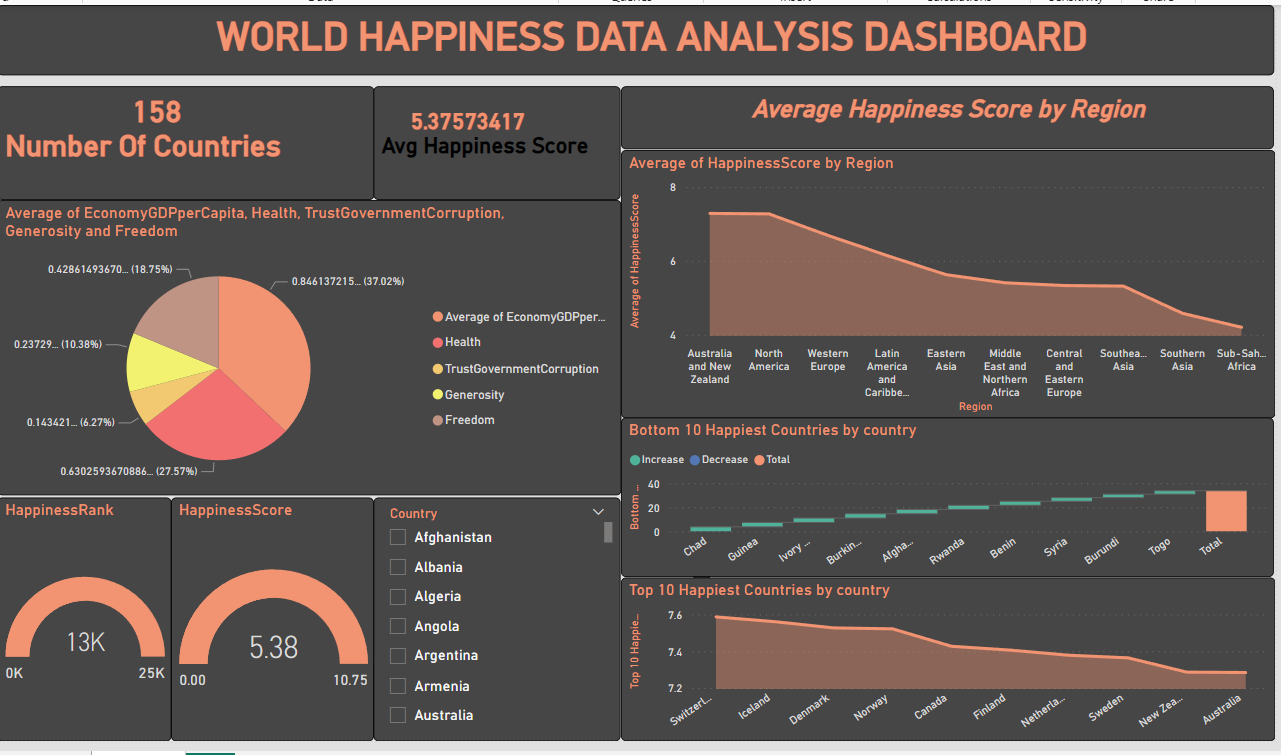 WORLD HAPPINESS DATA ANALYSIS DASHBOARD
158
Number Of Countries
5.37573417
Avg Happiness Score
Average Happiness Score by Region
Average of EconomyGDPperCapita, Health, TrustGovernmentCorruption,
Generosity and Freedom
0.42861493670... (18.75%)
0.846137215... (37.02%)
0.23729... (10.38%)
0.143421... (6.27%)
0.6302593670886... (27.57%)
Average of EconomyGDPper...
Health
TrustGovernmentCorruption
Generosity
Freedom
Average of HappinessScore by Region
Average of HappinessScore
8
6
4
Australia
and New
Zealand
North
America
Western
Europe
Latin
America
and
Caribbe...
Eastern
Asia
Middle
East and
Northern
Africa
Central
and
Eastern
Europe
Southea...
Asia
Southern
Asia
Sub-Sah...
Africa
Region
HappinessRank
13K
0K
25K
HappinessScore
5.38
0.00
10.75
Country
Afghanistan
Albania
Algeria
Angola
Argentina
Armenia
Australia
Bottom 10 Happiest Countries by country
Increase
Decrease
Total
Bottom ...
40
20
0
Chad
Guinea
Ivory ...
Burkin...
Afgha...
Rwanda
Benin
Syria
Burundi
Togo
Total
Top 10 Happiest Countries by country
Top 10 Happie...
7.6
7.4
7.2
Switzerl...
Iceland
Denmark
Norway
Canada
Finland
Netherla...
Sweden
New Zea...
Australia